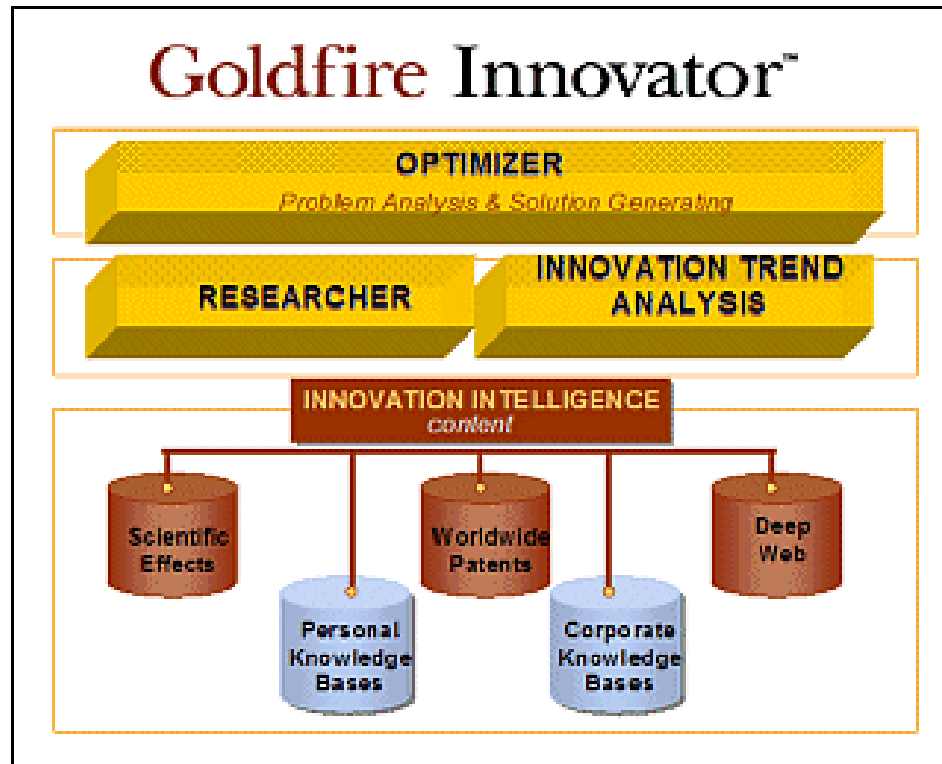 Goldfire Innovator™
OPTIMIZER
Problem Analysis & Solution Generating
RESEARCHER
INNOVATION TREND
ANALYSIS
INNOVATION INTELLIGENCE
content
Scientific
Effects
Worldwide
Patents
Deep
Web
Personal
Knowledge
Bases
Corporate
Knowledge
Bases